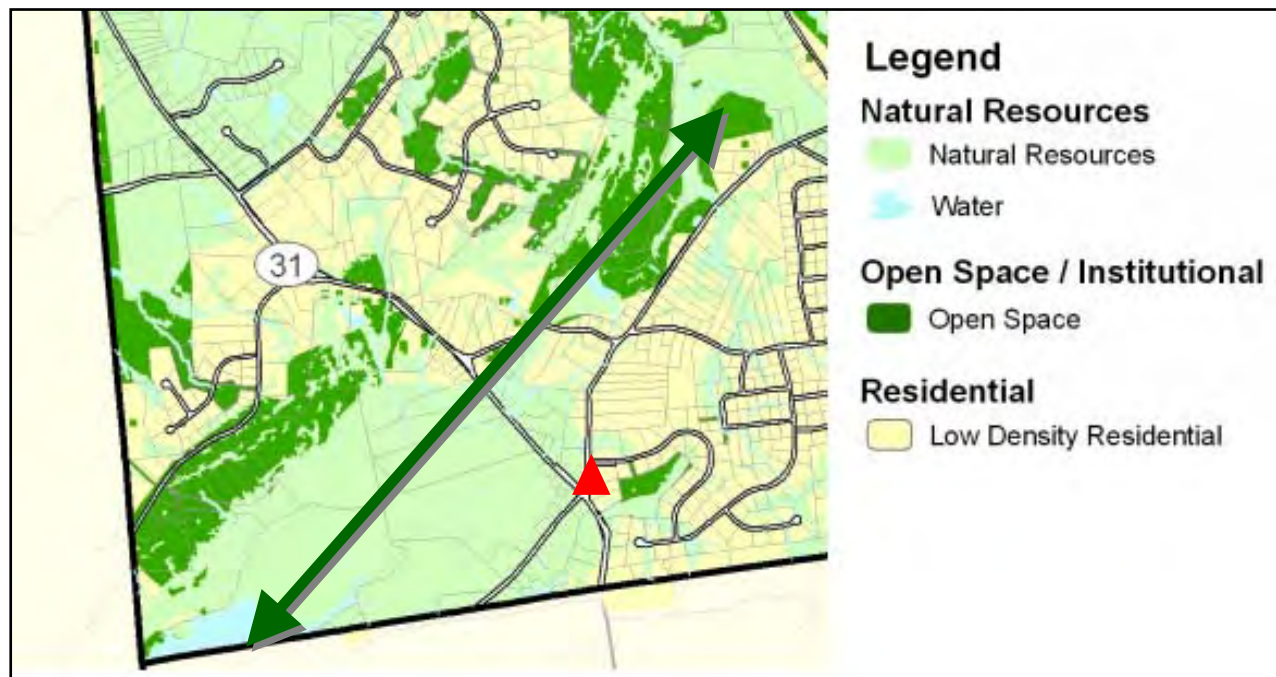 31
Legend
Natural Resources
Natural Resources
Water
Open Space / Institutional
Open Space
Residential
Low Density Residential